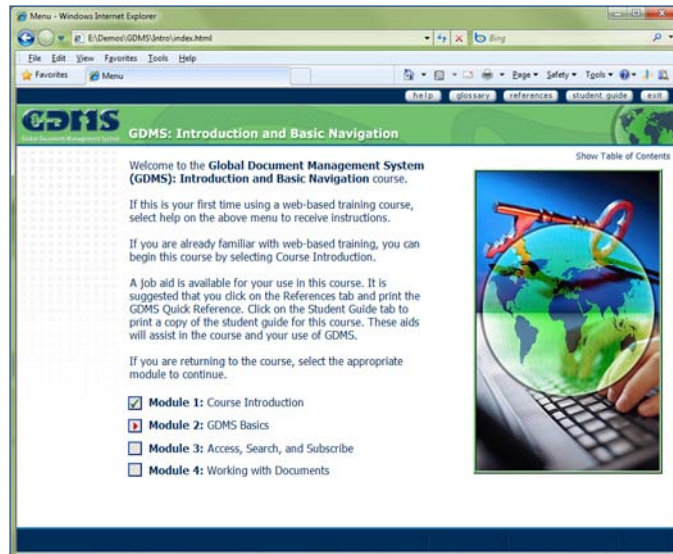 Menu - Windows Internet Explorer
E:\Demos\GDMS\Intro\index.html
Bing
File Edit View Favorites Tools Help
Favorites
Menu
Page Safety Tools
help glossary references student guide exit
GDMS
Global Document Management System
GDMS: Introduction and Basic Navigation
Show Table of Contents
Welcome to the Global Document Management System
(GDMS): Introduction and Basic Navigation course.
If this is your first time using a web-based training course,
select help on the above menu to receive instructions.
If you are already familiar with web-based training, you can
begin this course by selecting Course Introduction.
A job aid is available for your use in this course. It is
suggested that you click on the References tab and print the
GDMS Quick Reference. Click on the Student Guide tab to
print a copy of the student guide for this course. These aids
will assist in the course and your use of GDMS.
If you are returning to the course, select the appropriate
module to continue.
Module 1: Course Introduction
Module 2: GDMS Basics
Module 3: Access, Search, and Subscribe
Module 4: Working with Documents